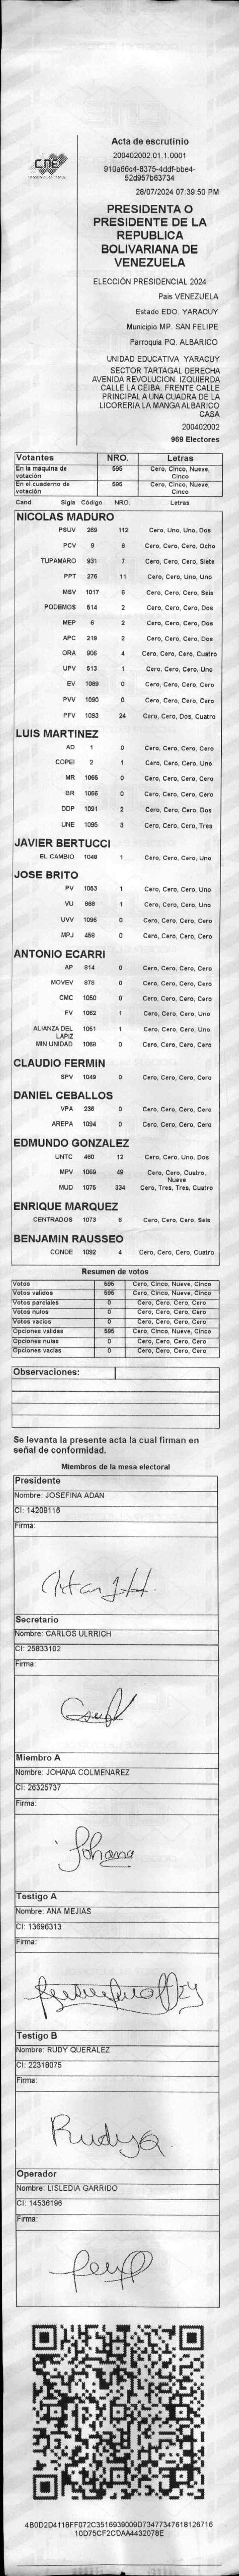 CNE
Acta de escrutinio
200402002.01.1.0001
910a66c4-8375-4ddf-bbe4-
52d957b63734
28/07/2024 07:39:50 PM
PRESIDENTA O
PRESIDENTE DE LA
REPUBLICA
BOLIVARIANA DE
VENEZUELA
ELECCIÓN PRESIDENCIAL 2024
Pais VENEZUELA
Estado EDO. YARACUY
Municipio MP. SAN FELIPE
Parroquia PQ. ALBARICO
UNIDAD EDUCATIVA YARACUY
SECTOR TARTAGAL DERECHA
AVENIDA REVOLUCION. IZQUIERDA
CALLE LA CEIBA. FRENTE CALLE
PRINCIPAL A UNA CUADRA DE LA
LICORERIA LA MANGA ALBARICO
CASA
200402002
969 Electores
Votantes NRO. Letras
En la máquina de votación 595 Cero, Cinco, Nueve, Cinco
En el cuaderno de votación 595 Cero, Cinco, Nueve, Cinco
Cand. Sigla Código NRO. Letras
NICOLAS MADURO
PSUV 269 112 Cero, Uno, Uno, Dos
PCV 9 8 Cero, Cero, Cero, Ocho
TUPAMARO 931 7 Cero, Cero, Cero, Siete
PPT 276 11 Cero, Cero, Uno, Uno
MSV 1017 6 Cero, Cero, Cero, Seis
PODEMOS 514 2 Cero, Cero, Cero, Dos
MEP 6 2 Cero, Cero, Cero, Dos
APC 219 2 Cero, Cero, Cero, Dos
ORA 906 4 Cero, Cero, Cero, Cuatro
UPV 513 1 Cero, Cero, Cero, Uno
EV 1089 0 Cero, Cero, Cero, Cero
PVV 1090 0 Cero, Cero, Cero, Cero
PFV 1093 24 Cero, Cero, Dos, Cuatro
LUIS MARTINEZ
AD 1 0 Cero, Cero, Cero, Cero
COPEI 2 1 Cero, Cero, Cero, Uno
MR 1065 0 Cero, Cero, Cero, Cero
BR 1066 0 Cero, Cero, Cero, Cero
DDP 1091 2 Cero, Cero, Cero, Dos
UNE 1095 3 Cero, Cero, Cero, Tres
JAVIER BERTUCCI
EL CAMBIO 1048 1 Cero, Cero, Cero, Uno
JOSE BRITO
PV 1053 1 Cero, Cero, Cero, Uno
VU 868 1 Cero, Cero, Cero, Uno
UVV 1096 0 Cero, Cero, Cero, Cero
MPJ 458 0 Cero, Cero, Cero, Cero
ANTONIO ECARRI
AP 914 0 Cero, Cero, Cero, Cero
MOVEV 878 0 Cero, Cero, Cero, Cero
CMC 1050 0 Cero, Cero, Cero, Cero
FV 1062 1 Cero, Cero, Cero, Uno
ALIANZA DEL LAPIZ 1051 1 Cero, Cero, Cero, Uno
MIN UNIDAD 1068 0 Cero, Cero, Cero, Cero
CLAUDIO FERMIN
SPV 1049 0 Cero, Cero, Cero, Cero
DANIEL CEBALLOS
VPA 236 0 Cero, Cero, Cero, Cero
AREPA 1094 0 Cero, Cero, Cero, Cero
EDMUNDO GONZALEZ
UNTC 460 12 Cero, Cero, Uno, Dos
MPV 1069 49 Cero, Cero, Cuatro, Nueve
MUD 1075 334 Cero, Tres, Tres, Cuatro
ENRIQUE MARQUEZ
CENTRADOS 1073 6 Cero, Cero, Cero, Seis
BENJAMIN RAUSSEO
CONDE 1092 4 Cero, Cero, Cero, Cuatro
Resumen de votos
Votos 595 Cero, Cinco, Nueve, Cinco
Votos validos 595 Cero, Cinco, Nueve, Cinco
Votos parciales 0 Cero, Cero, Cero, Cero
Votos nulos 0 Cero, Cero, Cero, Cero
Votos vacios 0 Cero, Cero, Cero, Cero
Opciones validas 595 Cero, Cinco, Nueve, Cinco
Opciones nulas 0 Cero, Cero, Cero, Cero
Opciones vacias 0 Cero, Cero, Cero, Cero
Observaciones:
Se levanta la presente acta la cual firman en
señal de conformidad.
Miembros de la mesa electoral
Presidente
Nombre: JOSEFINA ADAN
CI: 14209116
Firma:
Secretario
Nombre: CARLOS ULRRICH
CI: 25833102
Firma:
Miembro A
Nombre: JOHANA COLMENAREZ
CI: 26325737
Firma:
Johana
Testigo A
Nombre: ANA MEJIAS
CI: 13696313
Firma:
Testigo B
Nombre: RUDY QUERALEZ
CI: 22318075
Firma:
Rudy Q.
Operador
Nombre: LISLEDIA GARRIDO
CI: 14536196
Firma:
4B0D2D4118FF072C3516939009D73477347618126716
10D75CF2CDAA4432078E